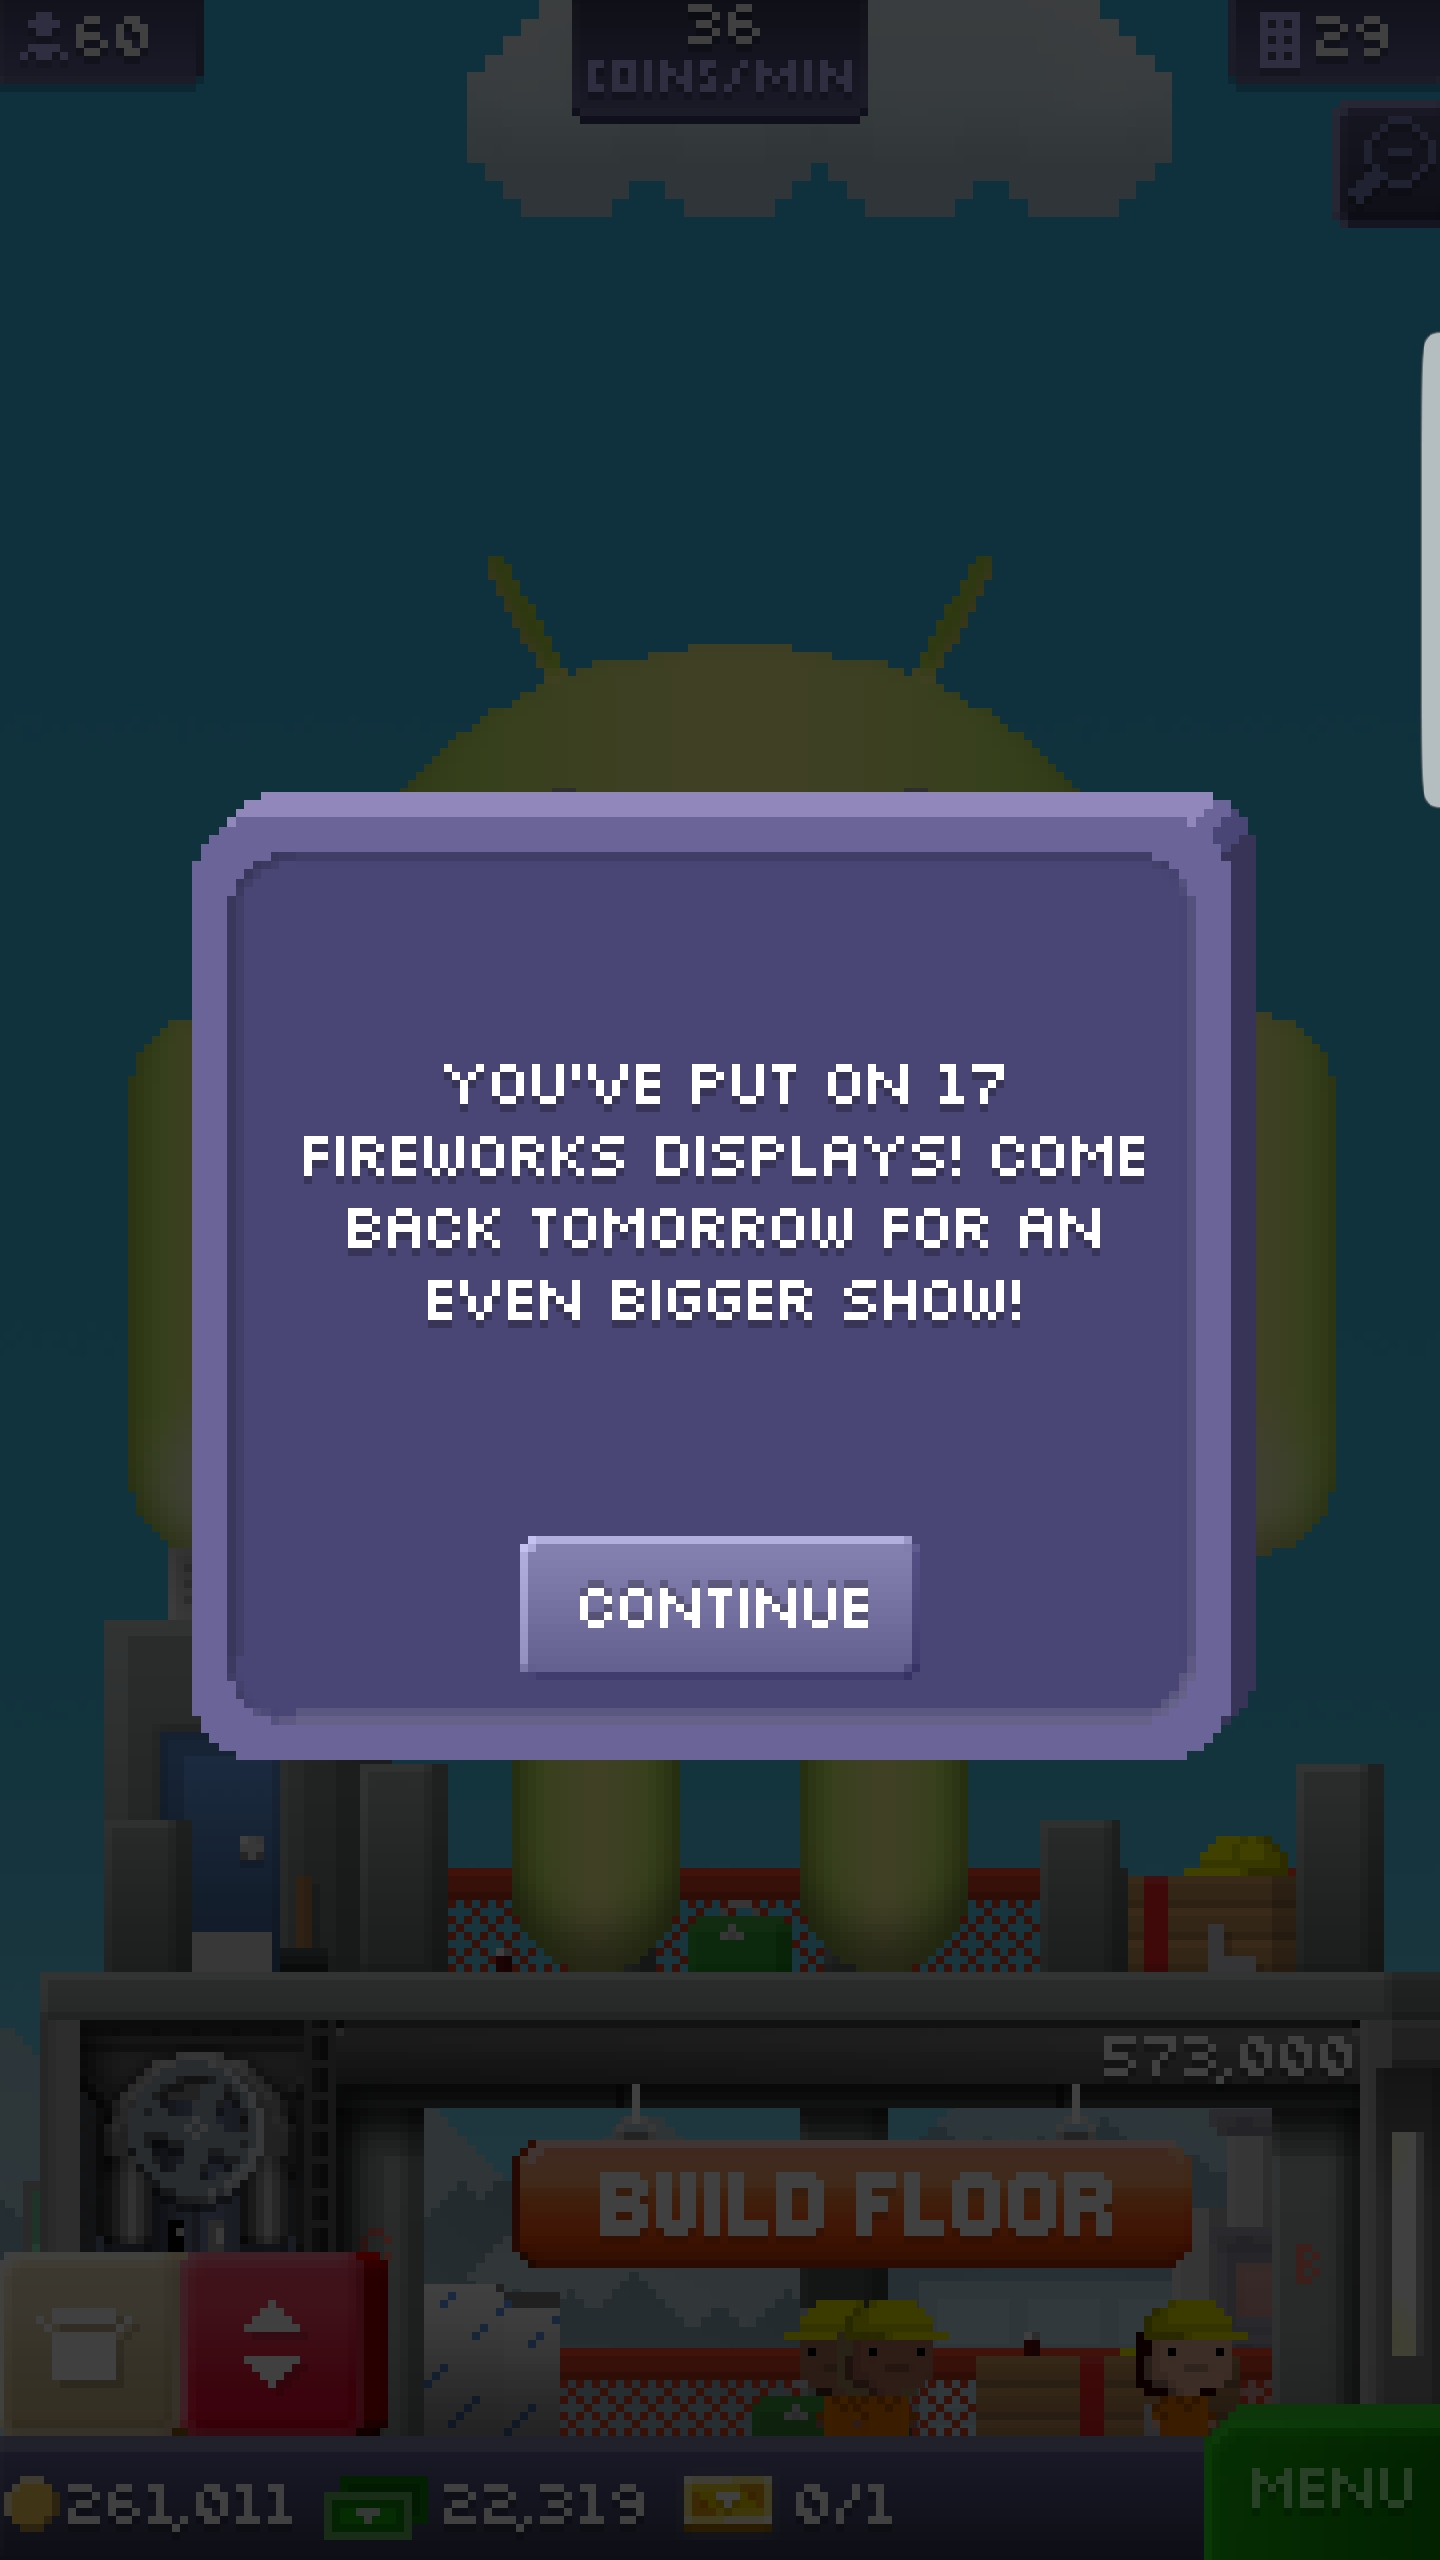 60
36
COINS/MIN
29
YOU'VE PUT ON 17
FIREWORKS DISPLAYS! COME
BACK TOMORROW FOR AN
EVEN BIGGER SHOW!
CONTINUE
573,000
BUILD FLOOR
B
261,011
22,319
0/1
MENU